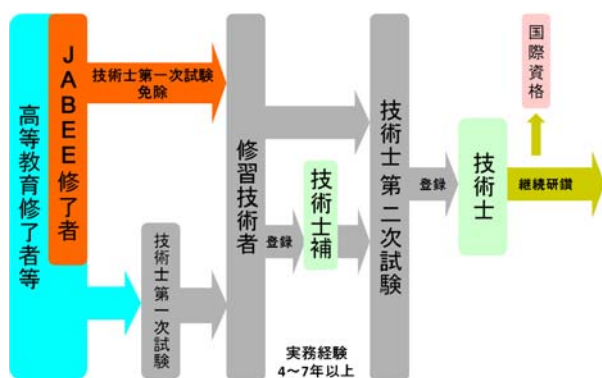 高等教育修了者等
JABEE修了者
技術士第一次試験
免除
技術士第一次試験
修習技術者
登録
技術士補
実務経験
4～7年以上
技術士第二次試験
登録
技術士
国際資格
継続研鑽